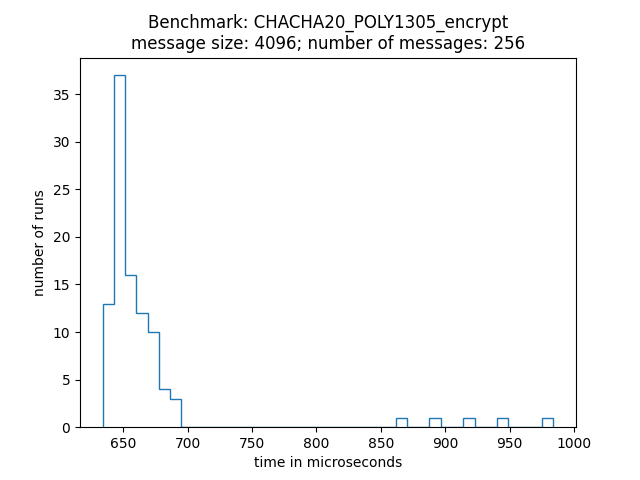 Benchmark: CHACHA20_POLY1305_encrypt
message size: 4096; number of messages: 256
number of runs
35
30
25
20
15
10
5
0
650 700 750 800 850 900 950 1000
time in microseconds